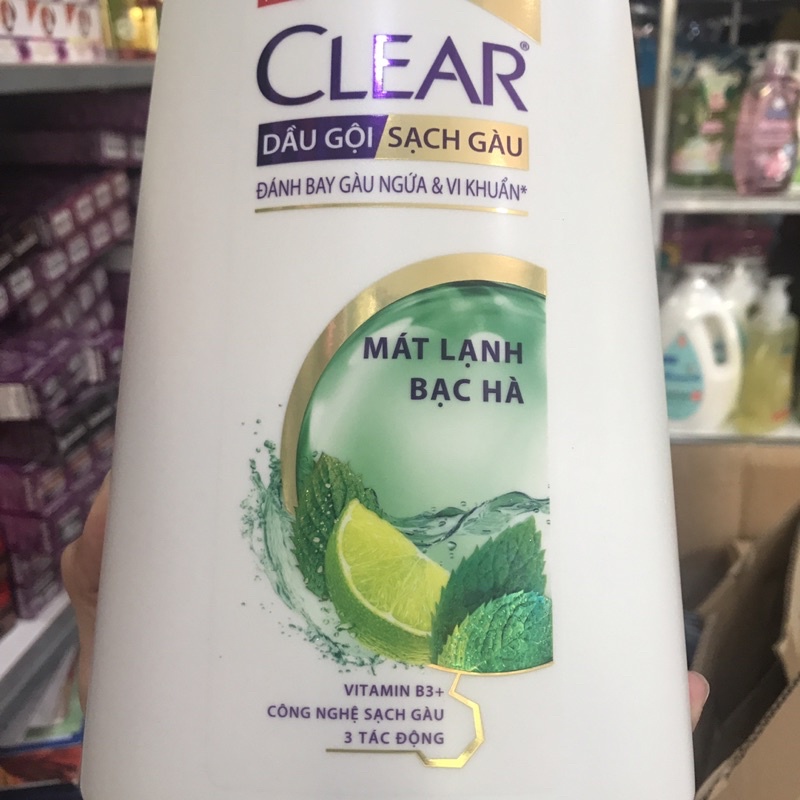 CLEAR®
DẦU GỘI SẠCH GÀU
ĐÁNH BAY GÀU NGỨA & VI KHUẨN*
MÁT LẠNH
BẠC HÀ
VITAMIN B3+
CÔNG NGHỆ SẠCH GÀU
3 TÁC ĐỘNG